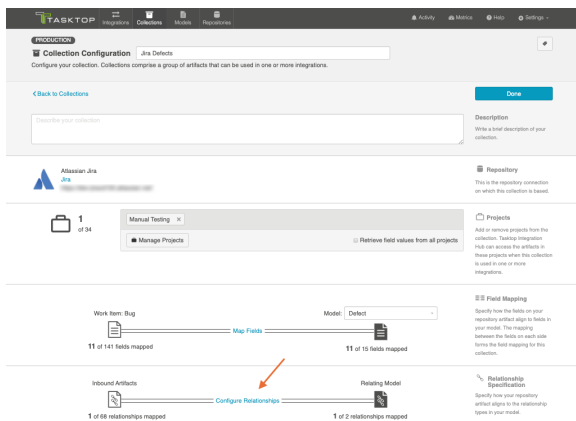 TASKTOP
Integrations
Collections
Models
Repositories
Activity
Metrics
Help
Settings
PRODUCTION
Collection Configuration
Jira Defects
Configure your collection. Collections comprise a group of artifacts that can be used in one or more integrations.
Back to Collections
Done
Describe your collection
Description
Write a brief description of your
collection.
Atlassian Jira
Jira
Repository
This is the repository connection
on which this collection is based.
1
of 34
Manual Testing ×
Manage Projects
Retrieve field values from all projects
Projects
Add or remove projects from the
collection. Tasktop Integration
Hub can access the artifacts in
these projects when this collection
is used in one or more
integrations.
Work Item: Bug
Model: Defect
Map Fields
11 of 141 fields mapped
11 of 15 fields mapped
Field Mapping
Specify how the fields on your
repository artifact align to fields in
your model. The mapping
between the fields on each side
forms the field mapping for this
collection.
Inbound Artifacts
Relating Model
Configure Relationships
1 of 68 relationships mapped
1 of 2 relationships mapped
Relationship
Specification
Specify how your repository
artifact aligns to the relationship
types in your model.